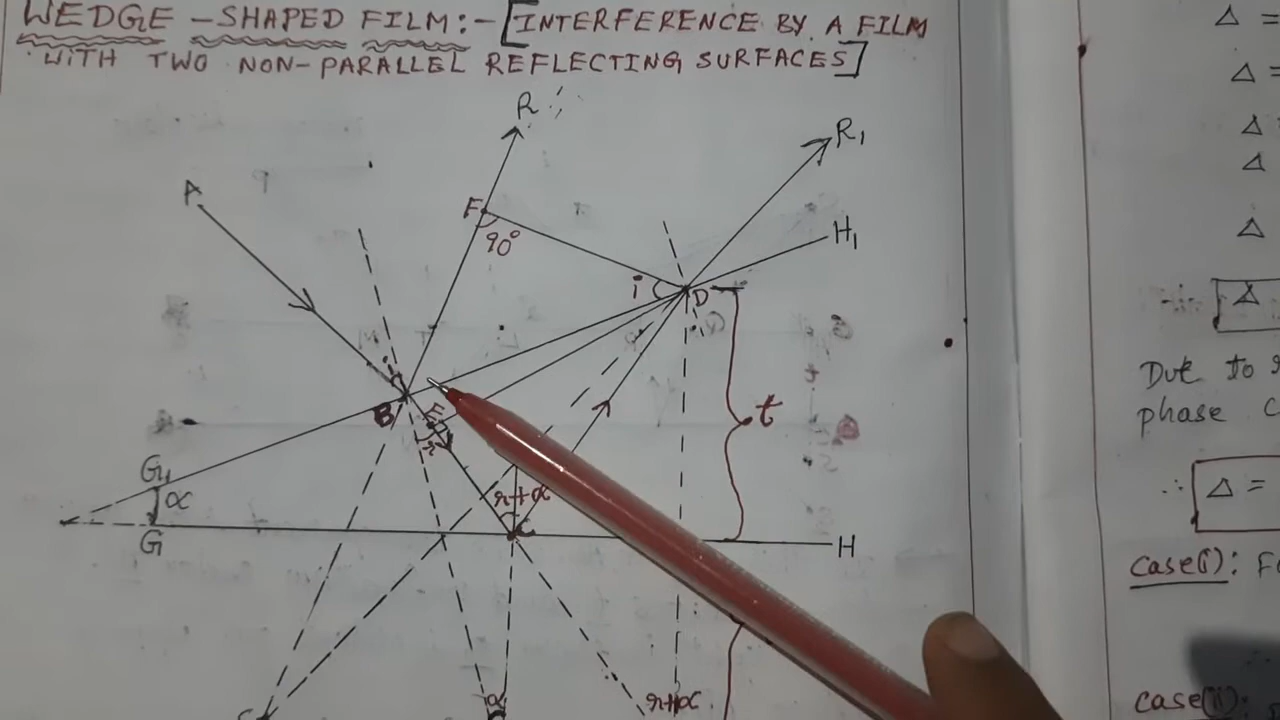 WEDGE-SHAPED FILM:- [INTERFERENCE BY A FILM
WITH TWO NON-PARALLEL REFLECTING SURFACES]
R
R1
A
F
90°
H1
i
D
i
B
E
r
t
G1
α
r+α
C
G
H
α
r+α
Δ =
Δ =
Δ
Δ
Δ
∴ Δ
Due to
phase
∴ Δ =
Case(i):
Case(i):